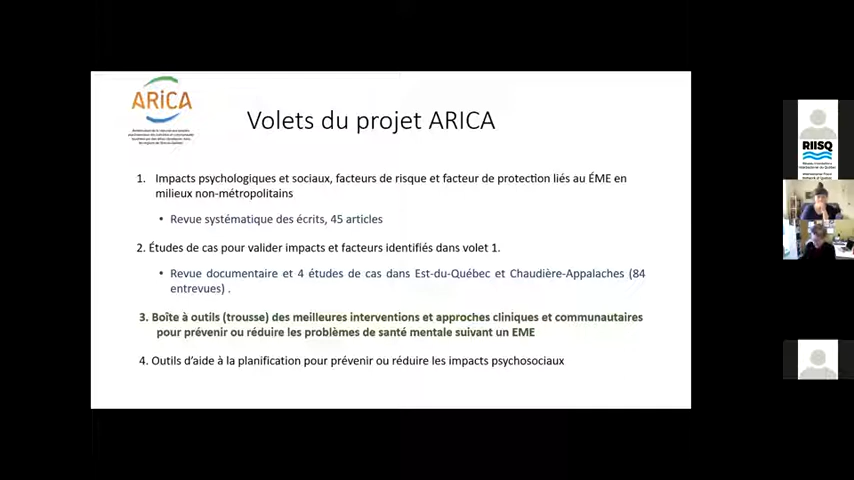 ARiCA
Volets du projet ARICA
1. Impacts psychologiques et sociaux, facteurs de risque et facteur de protection liés au ÉME en
milieux non-métropolitains
• Revue systématique des écrits, 45 articles
2. Études de cas pour valider impacts et facteurs identifiés dans volet 1.
• Revue documentaire et 4 études de cas dans Est-du-Québec et Chaudière-Appalaches (84
entrevues) .
3. Boîte à outils (trousse) des meilleures interventions et approches cliniques et communautaires
pour prévenir ou réduire les problèmes de santé mentale suivant un EME
4. Outils d'aide à la planification pour prévenir ou réduire les impacts psychosociaux
RIISQ